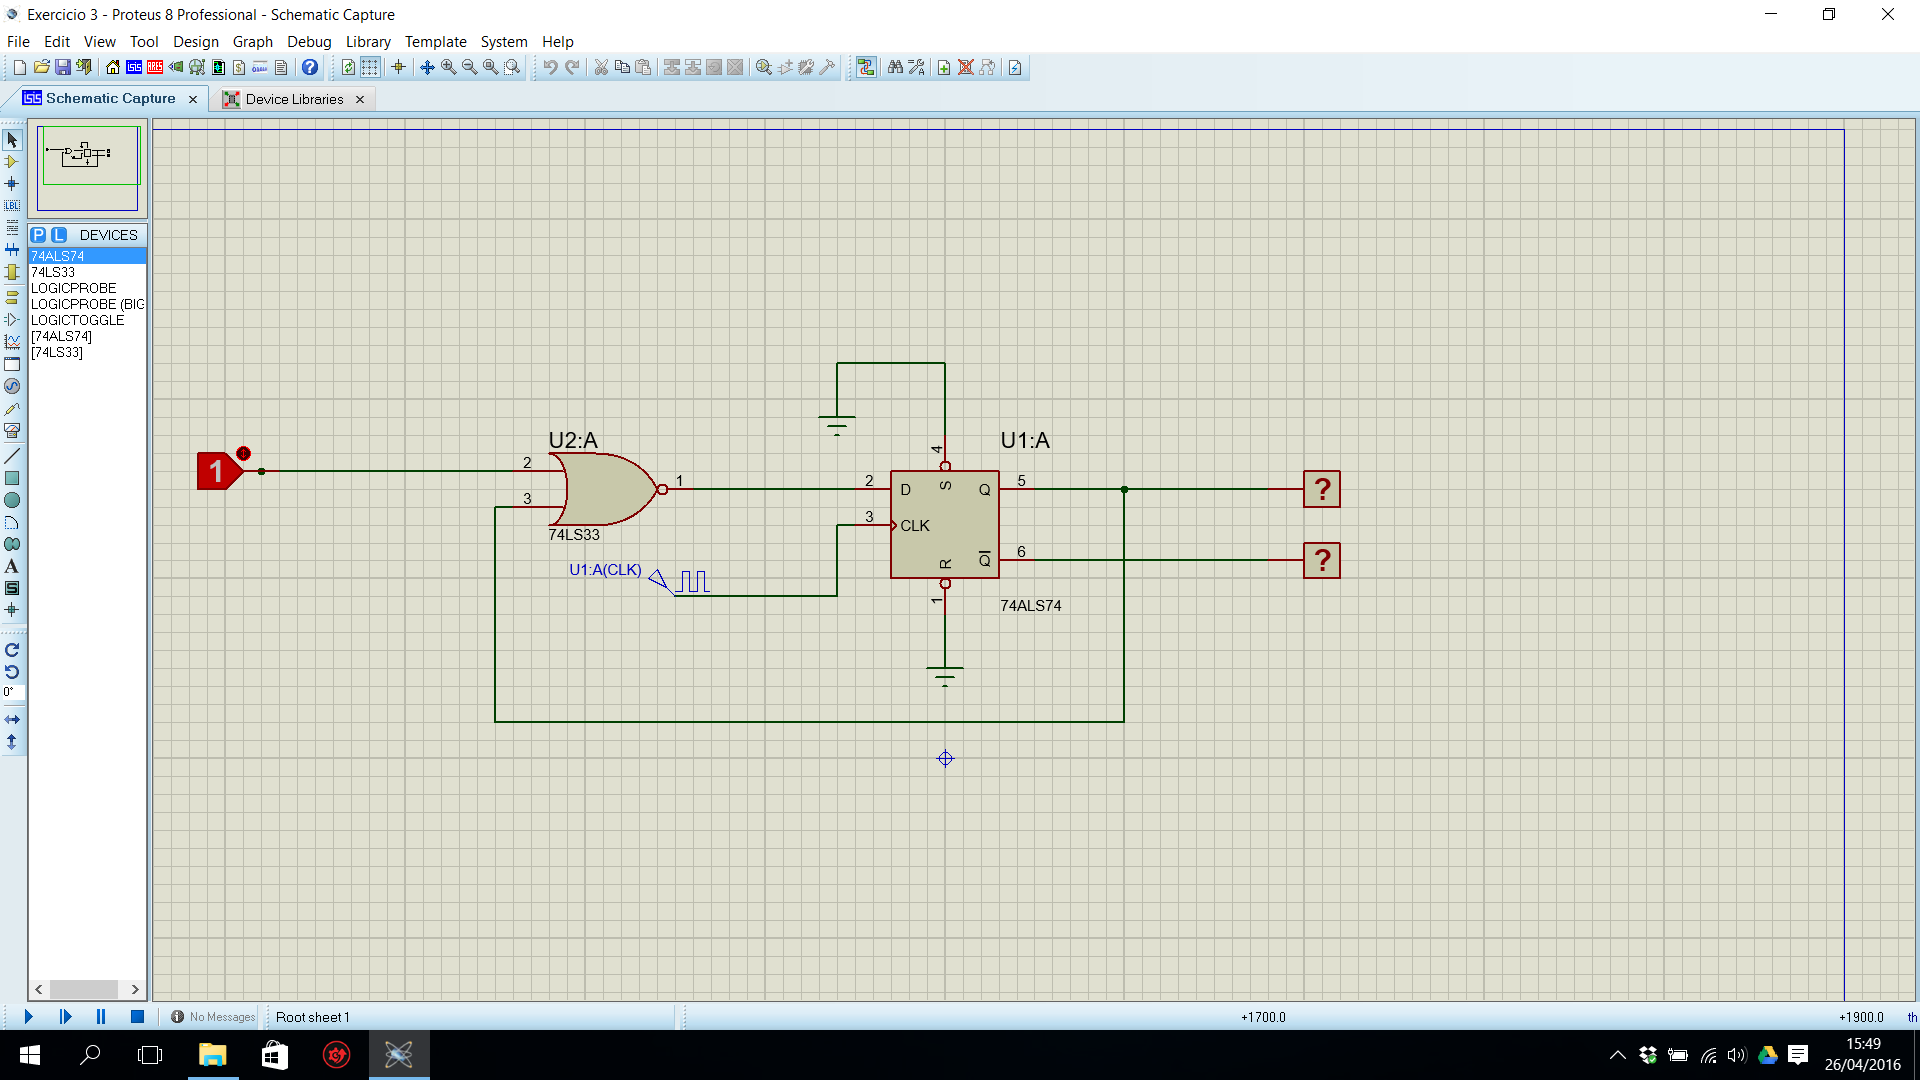 Exercicio 3 - Proteus 8 Professional - Schematic Capture
File Edit View Tool Design Graph Debug Library Template System Help
Schematic Capture
Device Libraries
P L DEVICES
74ALS74
74LS33
LOGICPROBE
LOGICPROBE (BIG
LOGICTOGGLE
[74ALS74]
[74LS33]
LBL
A
S
0°
U2:A
U1:A
1
2
3
1
74LS33
U1:A(CLK)
4
2
3
D
S
Q
5
CLK
R
Q
6
1
74ALS74
?
?
No Messages
Root sheet 1
+1700.0
+1900.0
th
15:49
26/04/2016